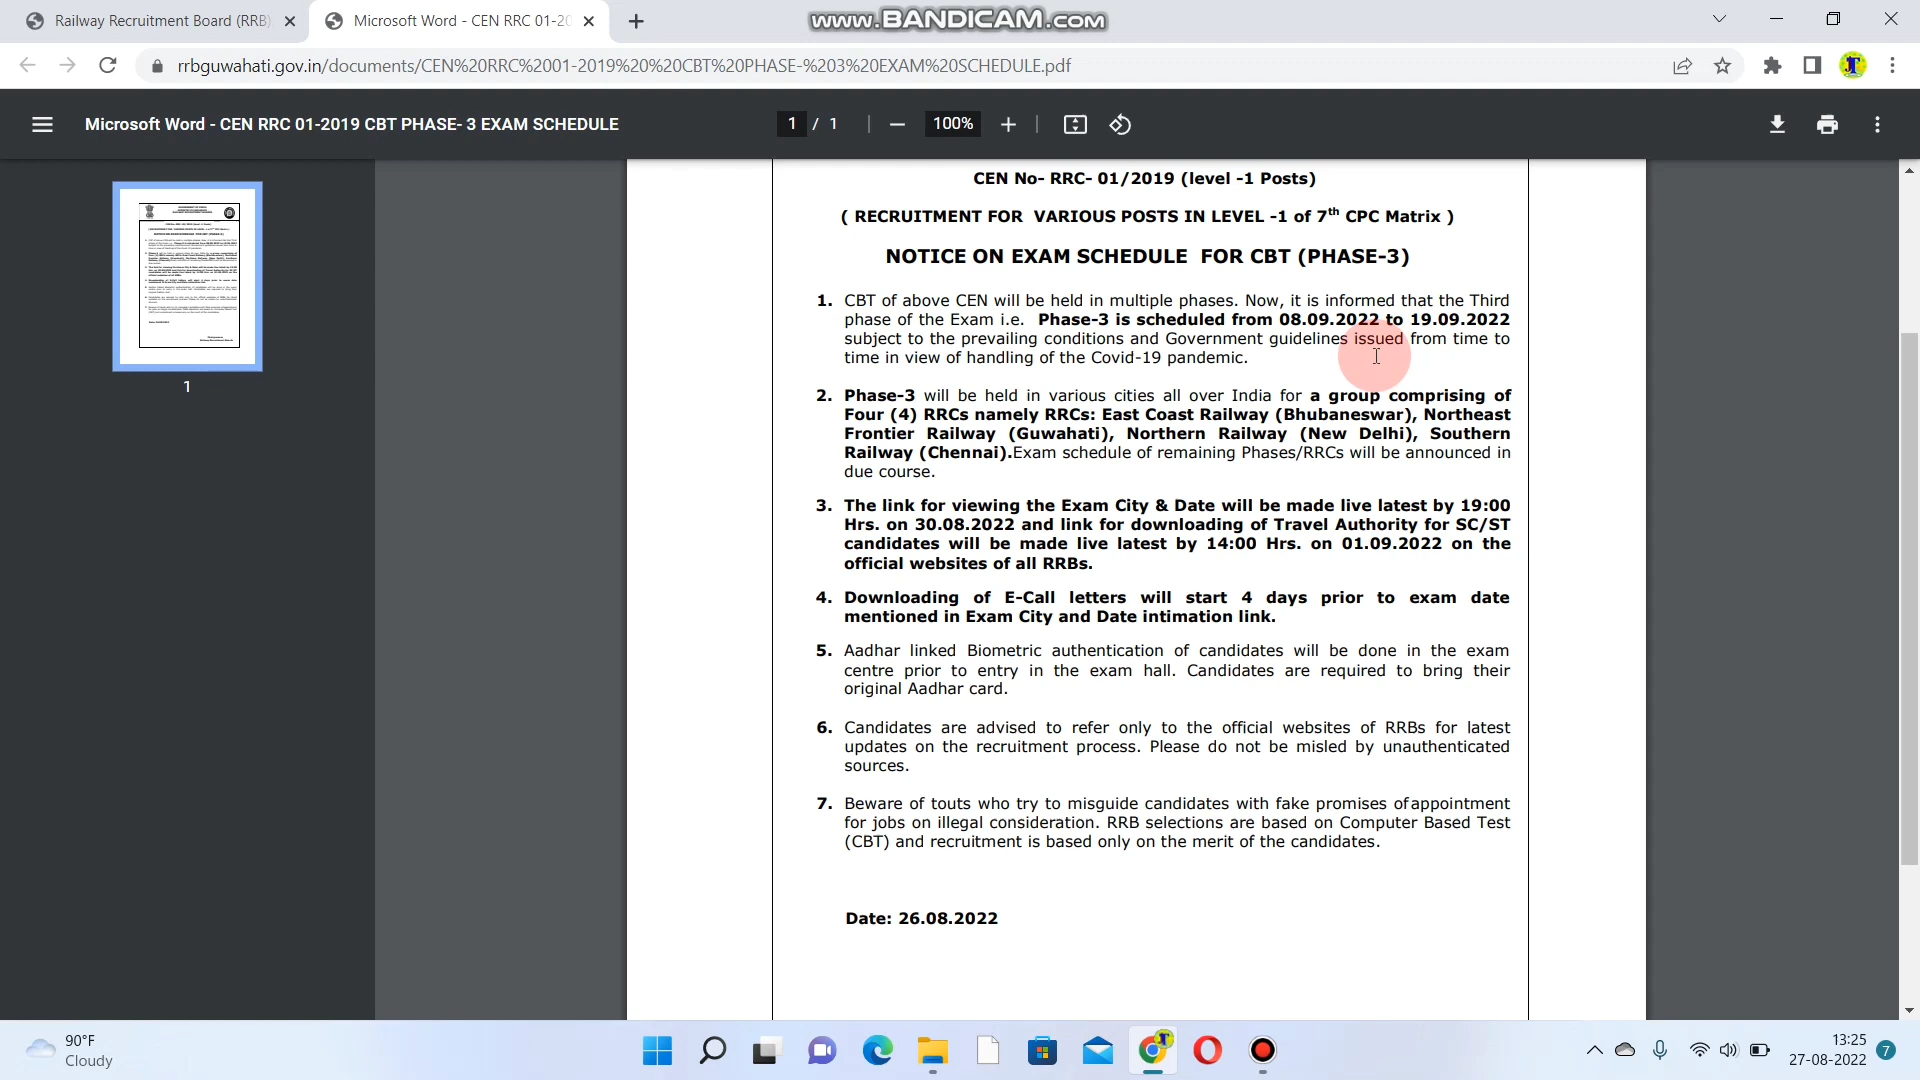 Railway Recruitment Board (RRB)
Microsoft Word - CEN RRC 01-20
www.BANDICAM.com
rrbguwahati.gov.in/documents/CEN%20RRC%2001-2019%20%20CBT%20PHASE-%203%20EXAM%20SCHEDULE.pdf
Microsoft Word - CEN RRC 01-2019 CBT PHASE- 3 EXAM SCHEDULE
1 / 1
100%
1
CEN No- RRC- 01/2019 (level -1 Posts)
( RECRUITMENT FOR VARIOUS POSTS IN LEVEL -1 of 7th CPC Matrix )
NOTICE ON EXAM SCHEDULE FOR CBT (PHASE-3)
1. CBT of above CEN will be held in multiple phases. Now, it is informed that the Third
phase of the Exam i.e. Phase-3 is scheduled from 08.09.2022 to 19.09.2022
subject to the prevailing conditions and Government guidelines issued from time to
time in view of handling of the Covid-19 pandemic.
2. Phase-3 will be held in various cities all over India for a group comprising of
Four (4) RRCs namely RRCs: East Coast Railway (Bhubaneswar), Northeast
Frontier Railway (Guwahati), Northern Railway (New Delhi), Southern
Railway (Chennai).Exam schedule of remaining Phases/RRCs will be announced in
due course.
3. The link for viewing the Exam City & Date will be made live latest by 19:00
Hrs. on 30.08.2022 and link for downloading of Travel Authority for SC/ST
candidates will be made live latest by 14:00 Hrs. on 01.09.2022 on the
official websites of all RRBs.
4. Downloading of E-Call letters will start 4 days prior to exam date
mentioned in Exam City and Date intimation link.
5. Aadhar linked Biometric authentication of candidates will be done in the exam
centre prior to entry in the exam hall. Candidates are required to bring their
original Aadhar card.
6. Candidates are advised to refer only to the official websites of RRBs for latest
updates on the recruitment process. Please do not be misled by unauthenticated
sources.
7. Beware of touts who try to misguide candidates with fake promises ofappointment
for jobs on illegal consideration. RRB selections are based on Computer Based Test
(CBT) and recruitment is based only on the merit of the candidates.
Date: 26.08.2022
90°F
Cloudy
13:25
27-08-2022
7